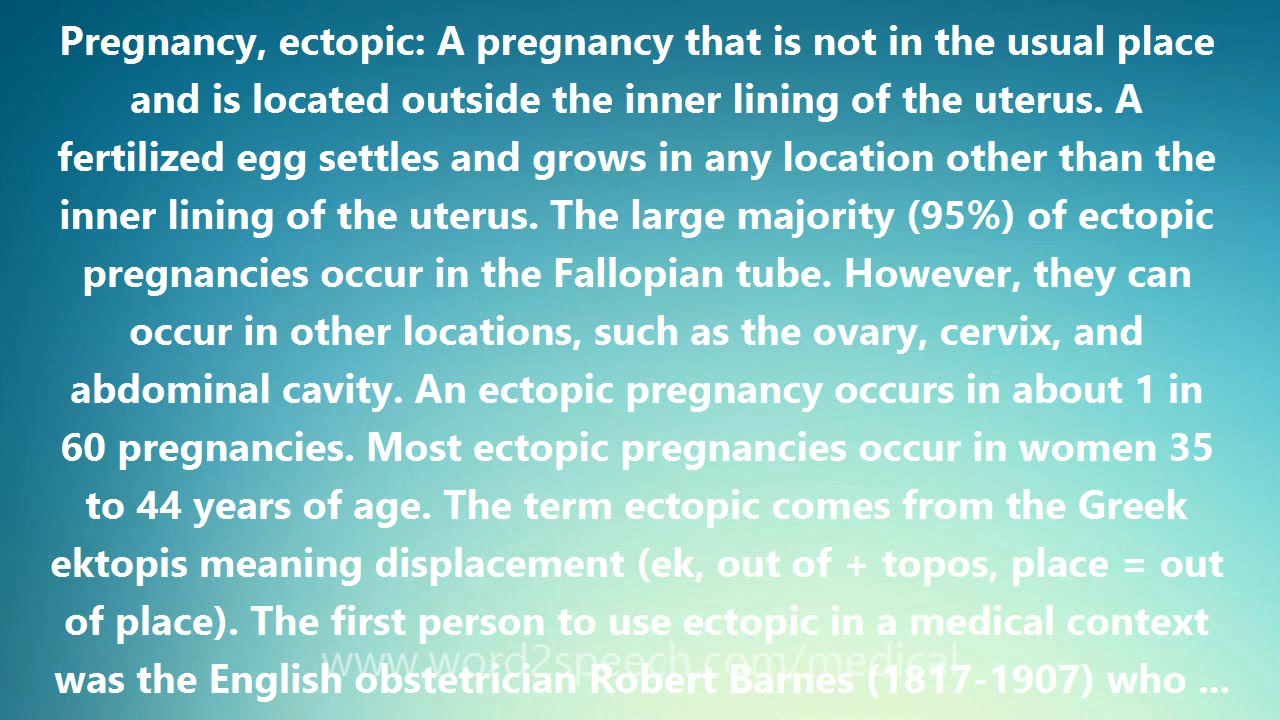 Pregnancy, ectopic: A pregnancy that is not in the usual place
and is located outside the inner lining of the uterus. A
fertilized egg settles and grows in any location other than the
inner lining of the uterus. The large majority (95%) of ectopic
pregnancies occur in the Fallopian tube. However, they can
occur in other locations, such as the ovary, cervix, and
abdominal cavity. An ectopic pregnancy occurs in about 1 in
60 pregnancies. Most ectopic pregnancies occur in women 35
to 44 years of age. The term ectopic comes from the Greek
ektopis meaning displacement (ek, out of + topos, place = out
of place). The first person to use ectopic in a medical context
www.word2speech.com/medical
was the English obstetrician Robert Barnes (1817-1907) who ...